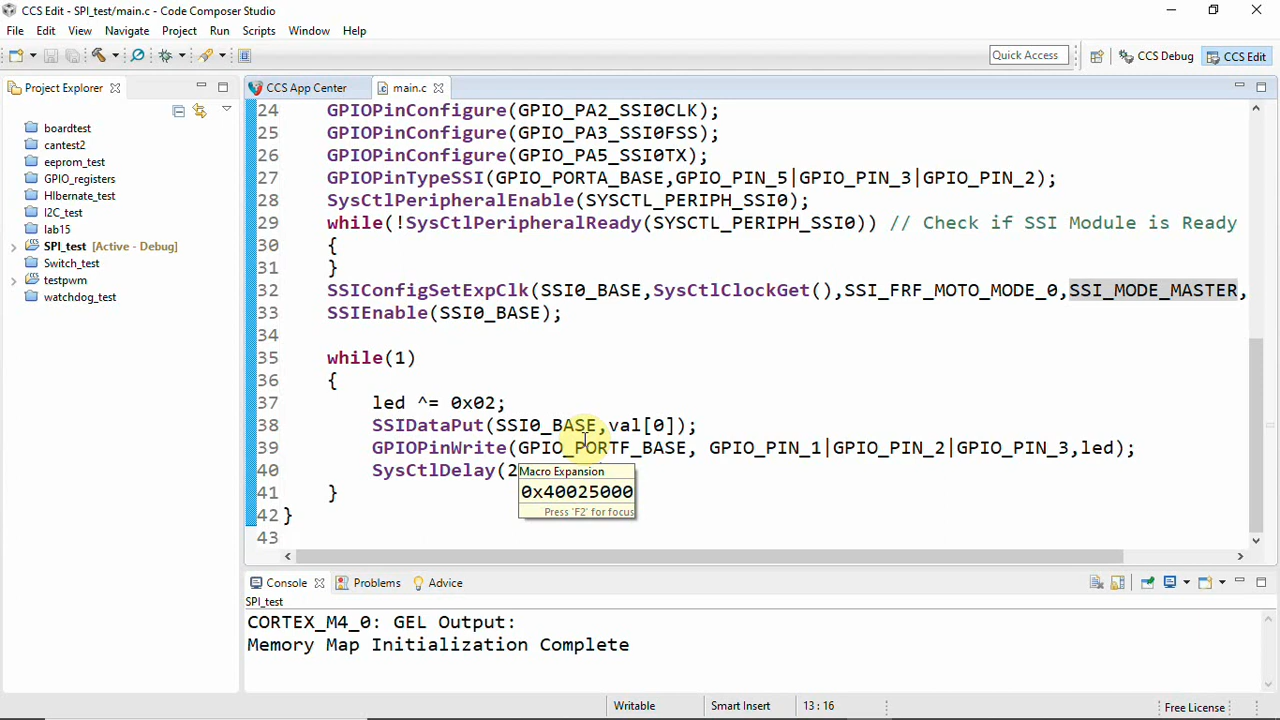 CCS Edit - SPI_test/main.c - Code Composer Studio
File Edit View Navigate Project Run Scripts Window Help
Quick Access CCS Debug CCS Edit
Project Explorer
boardtest
cantest2
eeprom_test
GPIO_registers
HIbernate_test
I2C_test
lab15
SPI_test [Active - Debug]
Switch_test
testpwm
watchdog_test
CCS App Center main.c
24 GPIOPinConfigure(GPIO_PA2_SSI0CLK);
25 GPIOPinConfigure(GPIO_PA3_SSI0FSS);
26 GPIOPinConfigure(GPIO_PA5_SSI0TX);
27 GPIOPinTypeSSI(GPIO_PORTA_BASE,GPIO_PIN_5|GPIO_PIN_3|GPIO_PIN_2);
28 SysCtlPeripheralEnable(SYSCTL_PERIPH_SSI0);
29 while(!SysCtlPeripheralReady(SYSCTL_PERIPH_SSI0)) // Check if SSI Module is Ready
30 {
31 }
32 SSIConfigSetExpClk(SSI0_BASE,SysCtlClockGet(),SSI_FRF_MOTO_MODE_0,SSI_MODE_MASTER,
33 SSIEnable(SSI0_BASE);
34
35 while(1)
36 {
37 led ^= 0x02;
38 SSIDataPut(SSI0_BASE,val[0]);
39 GPIOPinWrite(GPIO_PORTF_BASE, GPIO_PIN_1|GPIO_PIN_2|GPIO_PIN_3,led);
40 SysCtlDelay(2
41 }
42 }
43
Macro Expansion
0x40025000
Press 'F2' for focus
Console Problems Advice
SPI_test
CORTEX_M4_0: GEL Output:
Memory Map Initialization Complete
Writable Smart Insert 13 : 16 Free License